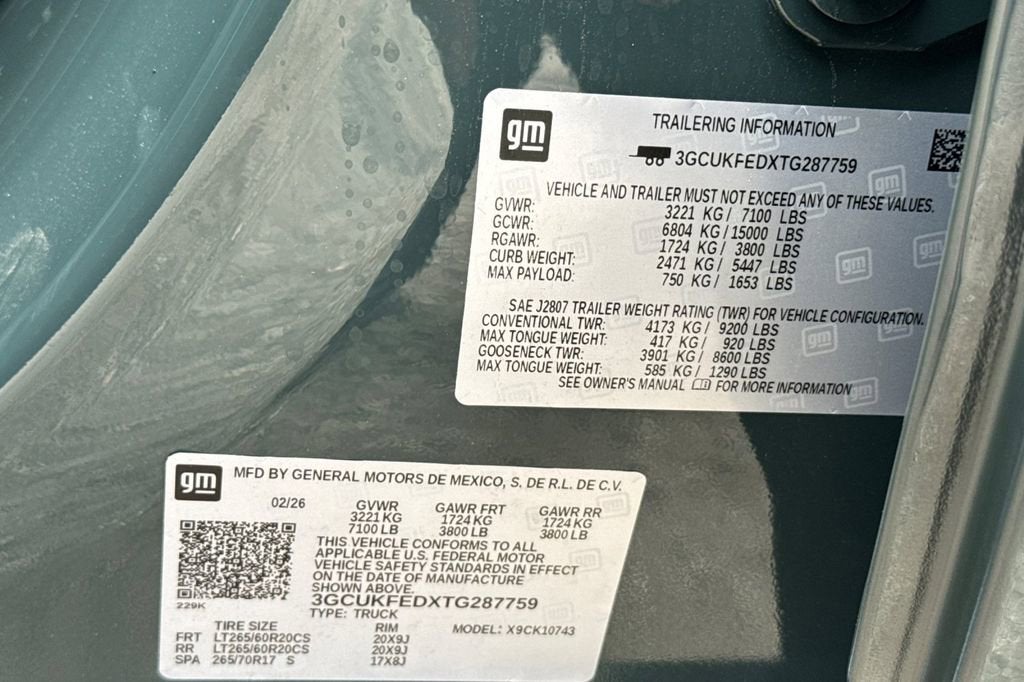 gm
TRAILERING INFORMATION
3GCUKFEDXTG287759
VEHICLE AND TRAILER MUST NOT EXCEED ANY OF THESE VALUES.
GVWR: 3221 KG/ 7100 LBS
GCWR: 6804 KG/15000 LBS
RGAWR: 1724 KG/ 3800 LBS
CURB WEIGHT: 2471 KG/ 5447 LBS
MAX PAYLOAD: 750 KG/ 1653 LBS
SAE J2807 TRAILER WEIGHT RATING (TWR) FOR VEHICLE CONFIGURATION.
CONVENTIONAL TWR: 4173 KG/ 9200 LBS
MAX TONGUE WEIGHT: 417 KG/ 920 LBS
GOOSENECK TWR: 3901 KG/ 8600 LBS
MAX TONGUE WEIGHT: 585 KG/ 1290 LBS
SEE OWNER'S MANUAL FOR MORE INFORMATION
gm
MFD BY GENERAL MOTORS DE MEXICO, S. DE R.L. DE C.V.
02/26 GVWR GAWR FRT GAWR RR
3221 KG 1724 KG 1724 KG
7100 LB 3800 LB 3800 LB
THIS VEHICLE CONFORMS TO ALL
APPLICABLE U.S. FEDERAL MOTOR
VEHICLE SAFETY STANDARDS IN EFFECT
ON THE DATE OF MANUFACTURE
SHOWN ABOVE.
229K
3GCUKFEDXTG287759
TYPE: TRUCK
TIRE SIZE RIM MODEL: X9CK10743
FRT LT265/60R20CS 20X9J
RR LT265/60R20CS 20X9J
SPA 265/70R17 S 17X8J